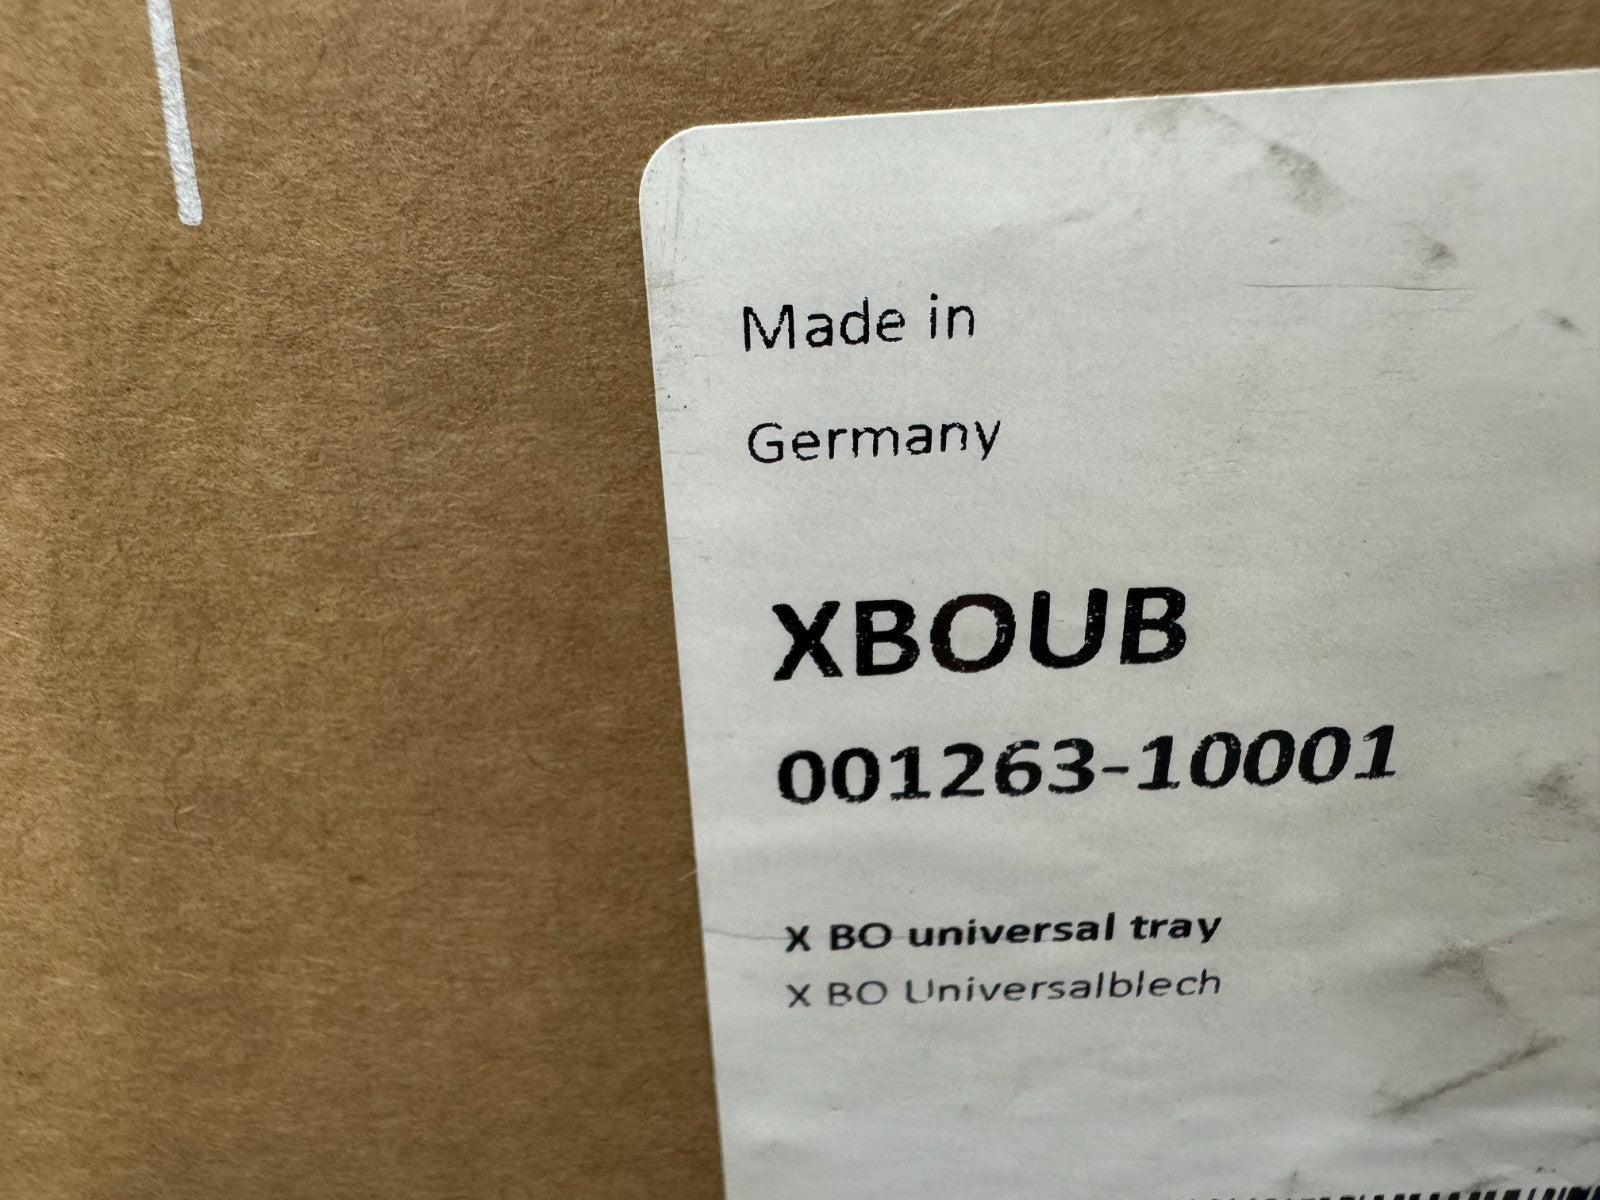 Made in
Germany
XBOUB
001263-10001
X BO universal tray
X BO Universalblech